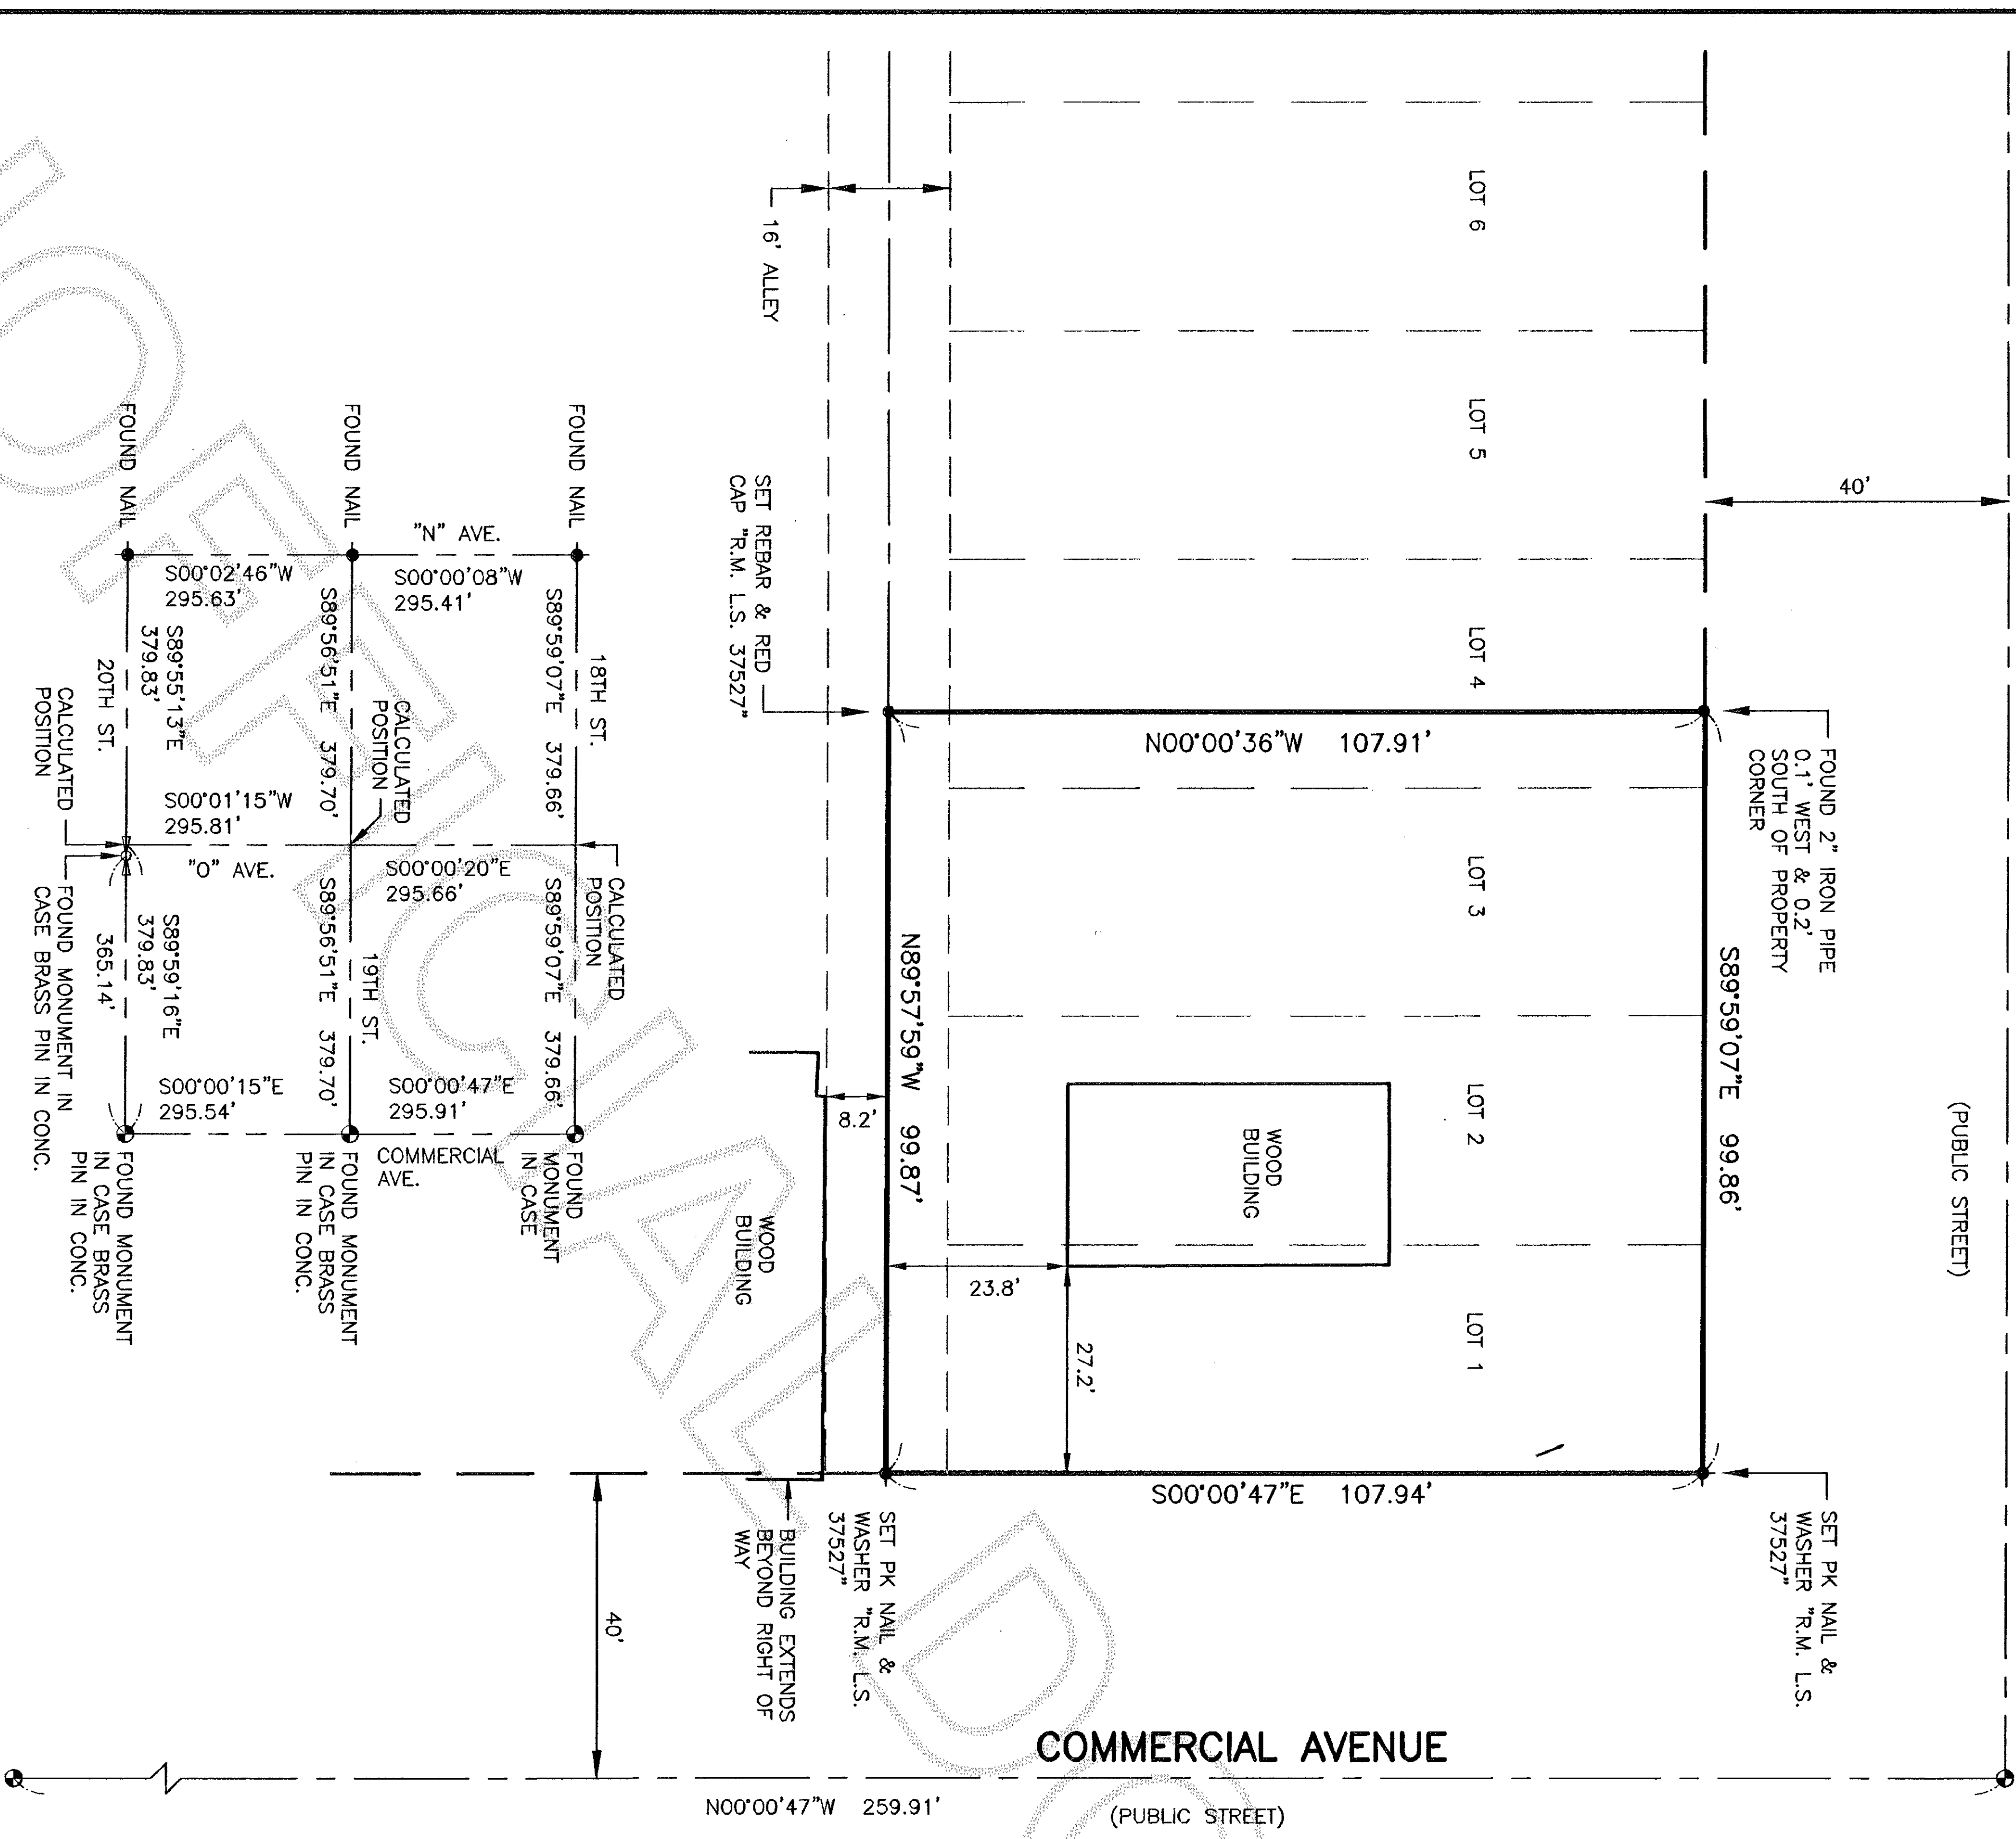 LOT 6
LOT 5
LOT 4
LOT 3
LOT 2
LOT 1
16' ALLEY
40'
(PUBLIC STREET)
FOUND 2" IRON PIPE
0.1' WEST & 0.2'
SOUTH OF PROPERTY
CORNER
SET REBAR & RED
CAP "R.M. L.S. 37527"
N00°00'36"W 107.91'
S89°59'07"E 99.86'
N89°57'59"W 99.87'
S00°00'47"E 107.94'
WOOD
BUILDING
23.8'
27.2'
8.2'
WOOD
BUILDING
SET PK NAIL &
WASHER "R.M. L.S.
37527"
SET PK NAIL &
WASHER "R.M. L.S.
37527"
BUILDING EXTENDS
BEYOND RIGHT OF
WAY
40'
COMMERCIAL AVENUE
N00°00'47"W 259.91'
(PUBLIC STREET)
FOUND NAIL
FOUND NAIL
FOUND NAIL
"N" AVE.
S00°02'46"W
295.63'
S00°00'08"W
295.41'
18TH ST.
S89°59'07"E 379.66'
S89°56'51"E 379.70'
S89°55'13"E
379.83'
20TH ST.
CALCULATED
POSITION
CALCULATED
POSITION
CALCULATED
POSITION
S00°01'15"W
295.81'
"O" AVE.
S00°00'20"E
295.66'
S89°59'07"E 379.66'
19TH ST.
S89°56'51"E 379.70'
S89°59'16"E
379.83'
365.14'
FOUND MONUMENT IN
CASE BRASS PIN IN CONC.
S00°00'15"E
295.54'
S00°00'47"E
295.91'
COMMERCIAL
AVE.
FOUND
MONUMENT
IN CASE
FOUND MONUMENT
IN CASE BRASS
PIN IN CONC.
FOUND MONUMENT
IN CASE BRASS
PIN IN CONC.